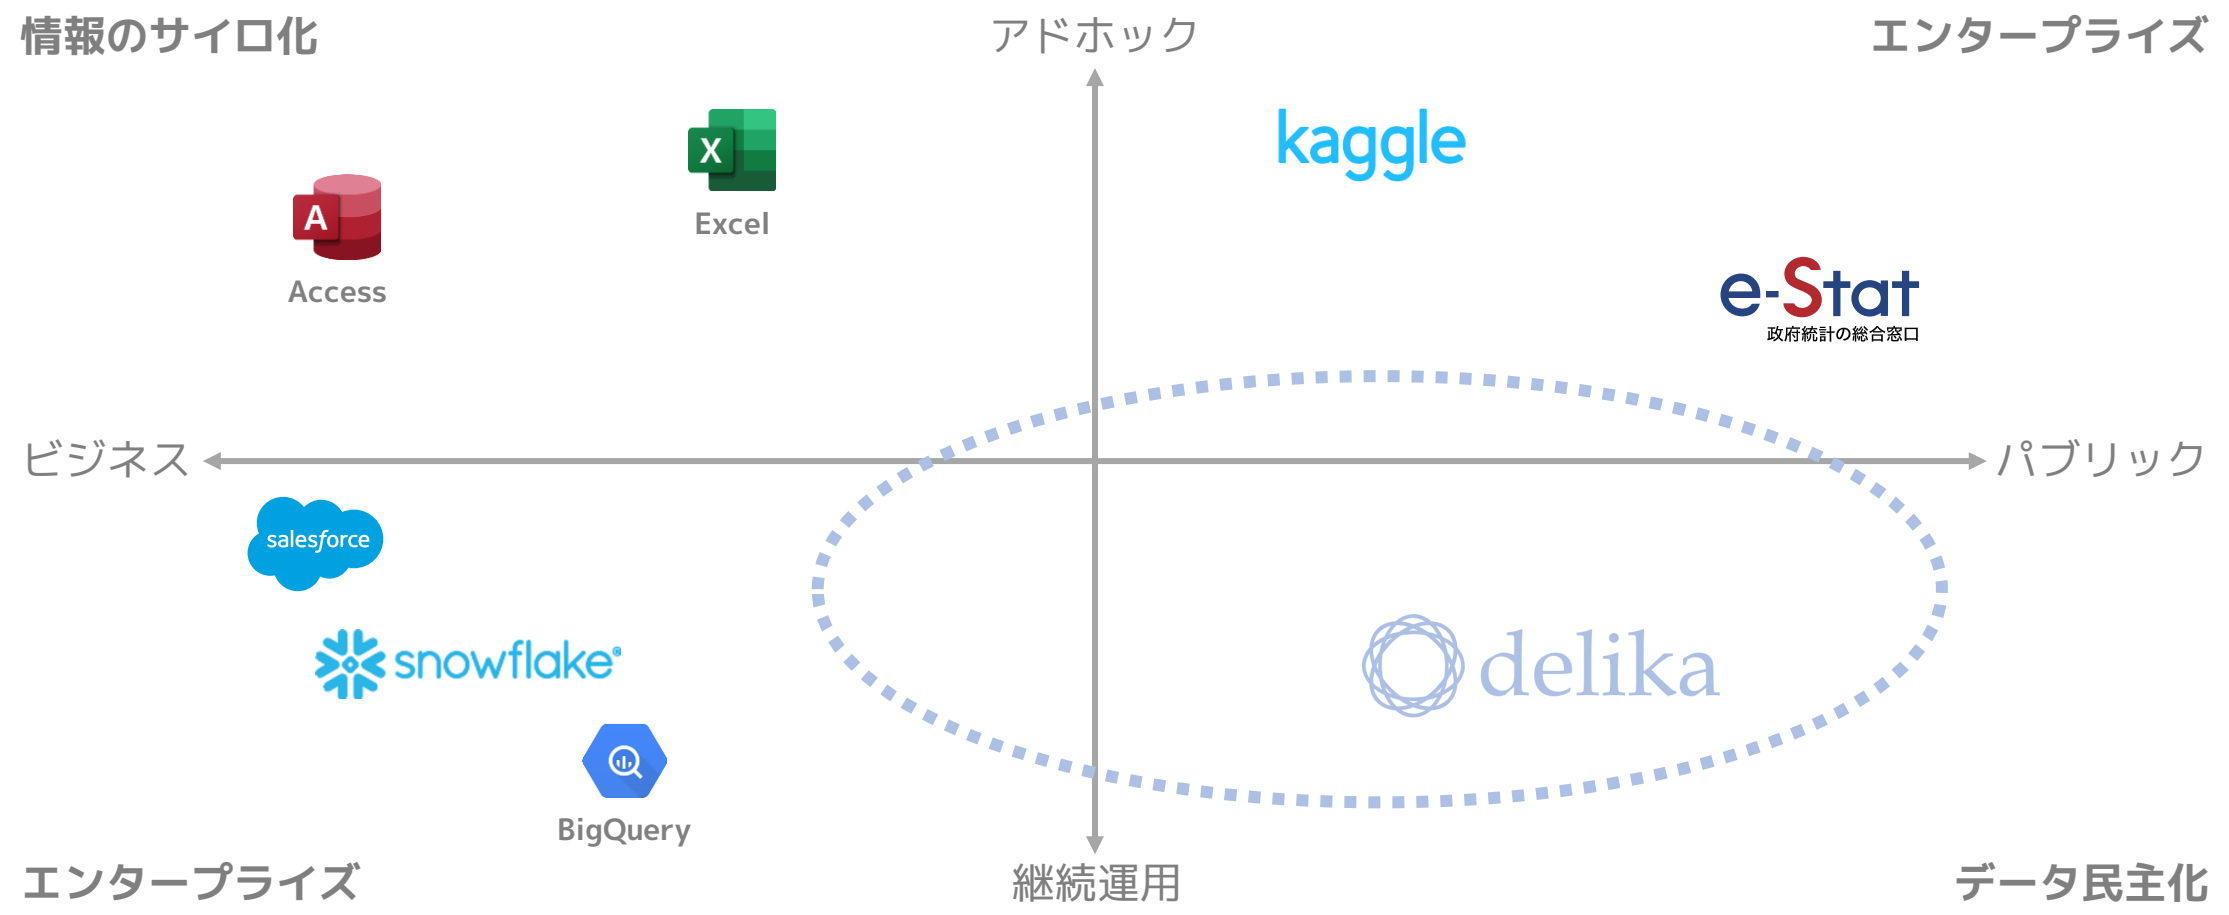 情報のサイロ化
アドホック
エンタープライズ
kaggle
X
Excel
A
Access
e-Stat
政府統計の総合窓口
ビジネス
パブリック
salesforce
snowflake®
delika
BigQuery
エンタープライズ
継続運用
データ民主化